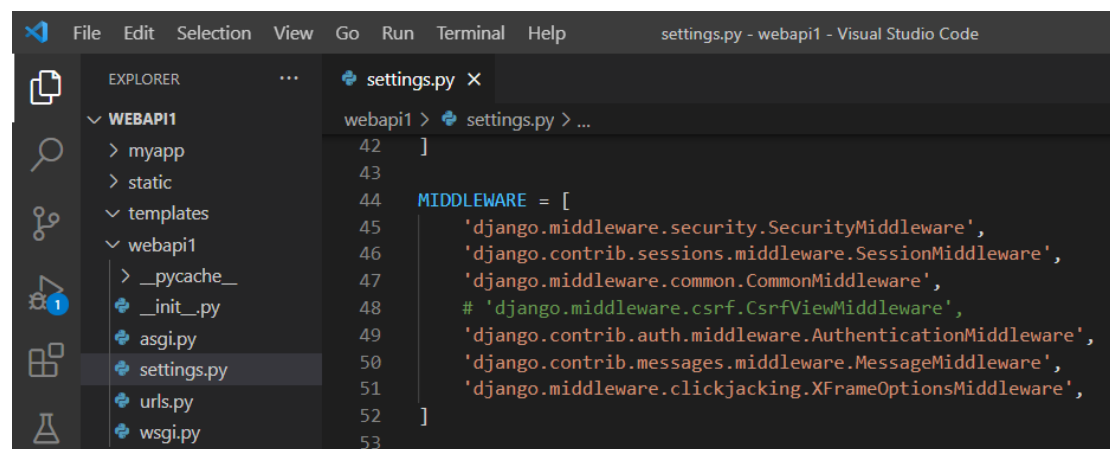 File Edit Selection View Go Run Terminal Help settings.py - webapi1 - Visual Studio Code
EXPLORER ...
WEBAPI1
> myapp
> static
templates
webapi1
> __pycache__
__init__.py
asgi.py
settings.py
urls.py
wsgi.py
1
settings.py ×
webapi1 > settings.py > ...
42 ]
43
44 MIDDLEWARE = [
45 'django.middleware.security.SecurityMiddleware',
46 'django.contrib.sessions.middleware.SessionMiddleware',
47 'django.middleware.common.CommonMiddleware',
48 # 'django.middleware.csrf.CsrfViewMiddleware',
49 'django.contrib.auth.middleware.AuthenticationMiddleware',
50 'django.contrib.messages.middleware.MessageMiddleware',
51 'django.middleware.clickjacking.XFrameOptionsMiddleware',
52 ]
53